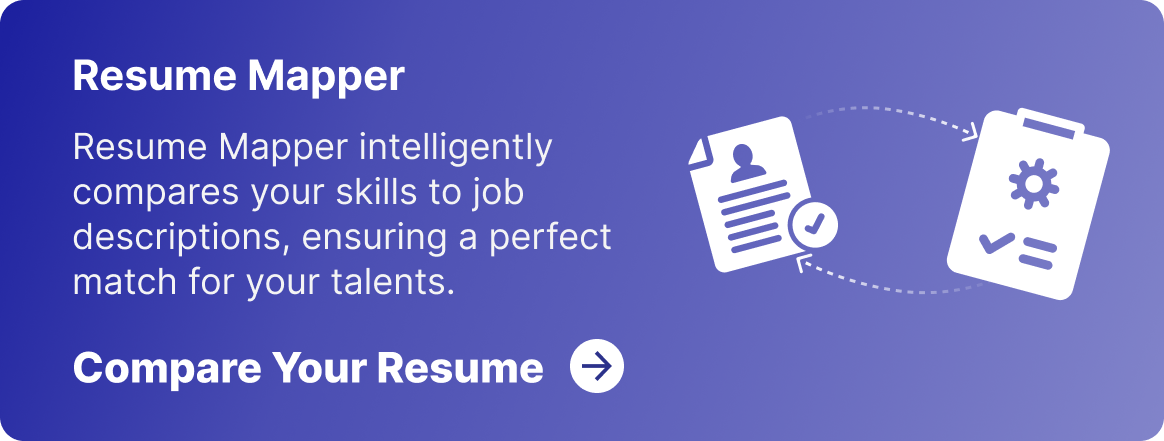 Resume Mapper
Resume Mapper intelligently
compares your skills to job
descriptions, ensuring a perfect
match for your talents.
Compare Your Resume